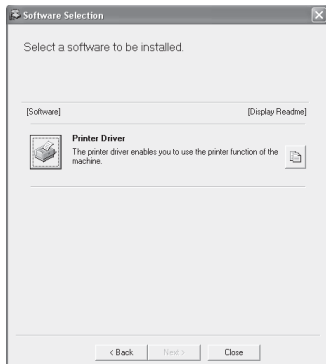 Software Selection
Select a software to be installed.
[Software] [Display Readme]
Printer Driver
The printer driver enables you to use the printer function of the
machine.
< Back Next > Close